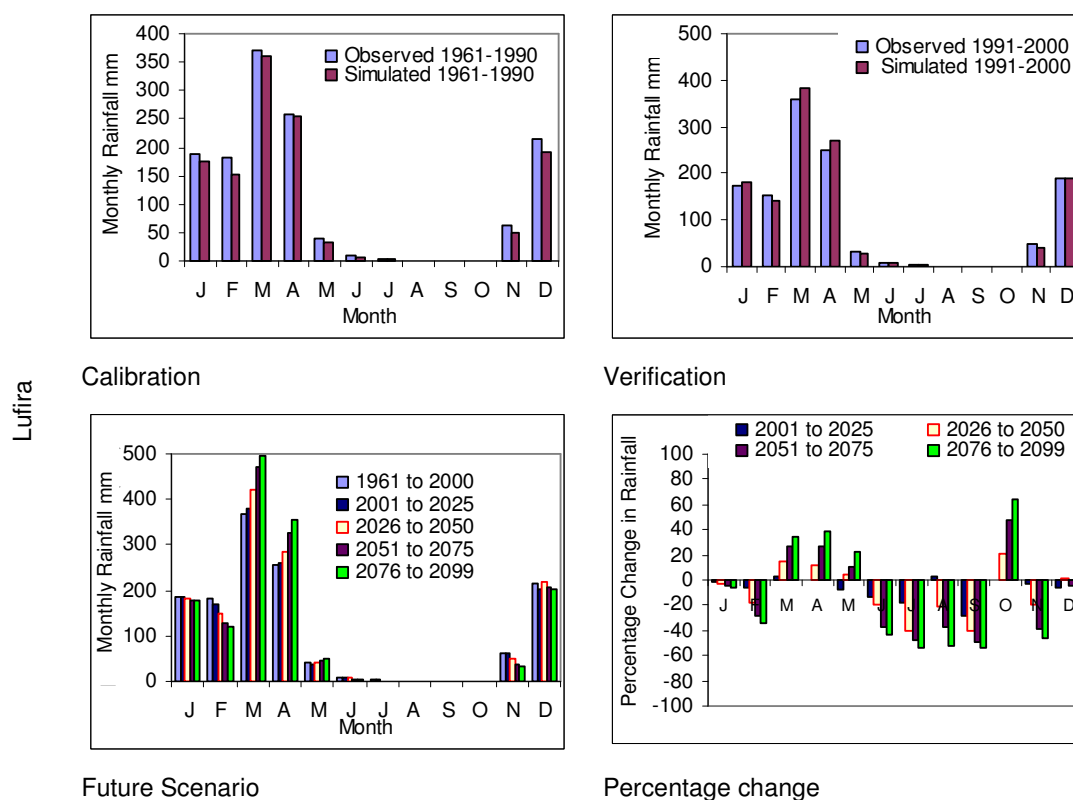 Lufira
400
350
300
250
200
150
100
50
0
Monthly Rainfall mm
Observed 1961-1990
Simulated 1961-1990
J F M A M J J A S O N D
Month
Calibration
500
400
300
200
100
0
Monthly Rainfall mm
Observed 1991-2000
Simulated 1991-2000
J F M A M J J A S O N D
Month
Verification
500
400
300
200
100
0
Monthly Rainfall mm
1961 to 2000
2001 to 2025
2026 to 2050
2051 to 2075
2076 to 2099
J F M A M J J A S O N D
Month
Future Scenario
2001 to 2025 2026 to 2050
2051 to 2075 2076 to 2099
100
80
60
40
20
0
-20
-40
-60
-80
-100
Percentage Change in Rainfall
J F M A M J J A S O N D
Percentage change